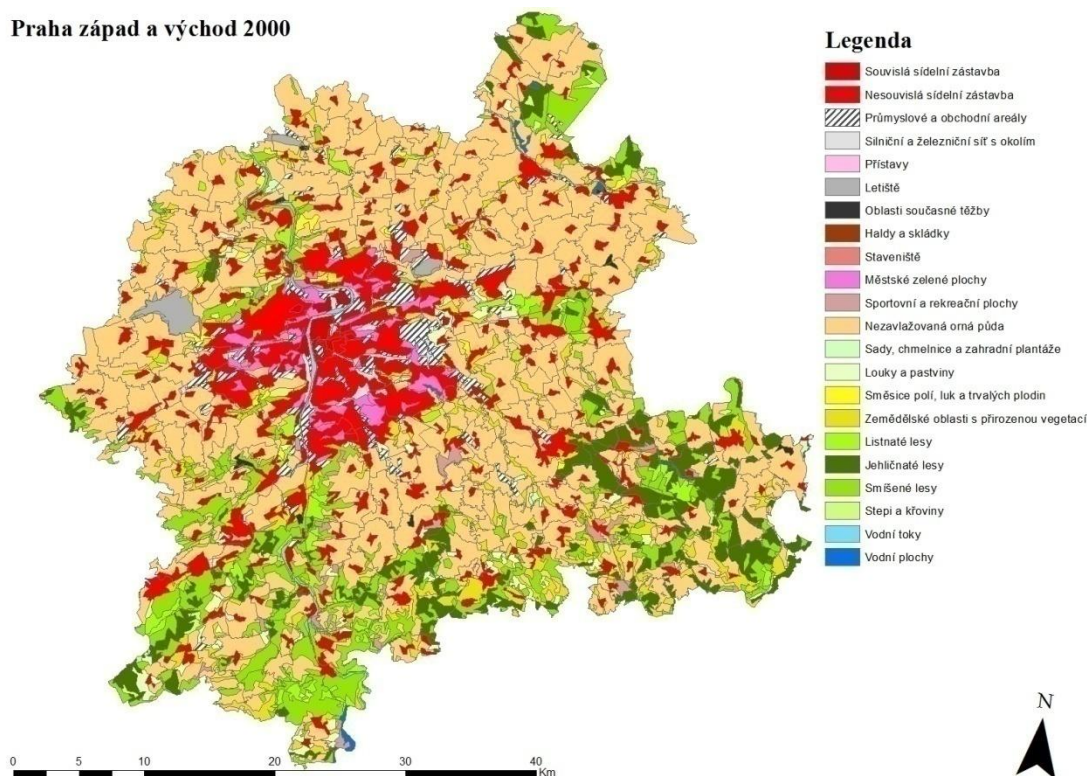 Praha západ a východ 2000
Legenda
Souvislá sídelní zástavba
Nesouvislá sídelní zástavba
Průmyslové a obchodní areály
Silniční a železniční síť s okolím
Přístavy
Letiště
Oblasti současné těžby
Haldy a skládky
Staveniště
Městské zelené plochy
Sportovní a rekreační plochy
Nezavlažovaná orná půda
Sady, chmelnice a zahradní plantáže
Louky a pastviny
Směsice polí, luk a trvalých plodin
Zemědělské oblasti s přirozenou vegetací
Listnaté lesy
Jehličnaté lesy
Smíšené lesy
Stepi a křoviny
Vodní toky
Vodní plochy
N
0 5 10 20 30 40
Km